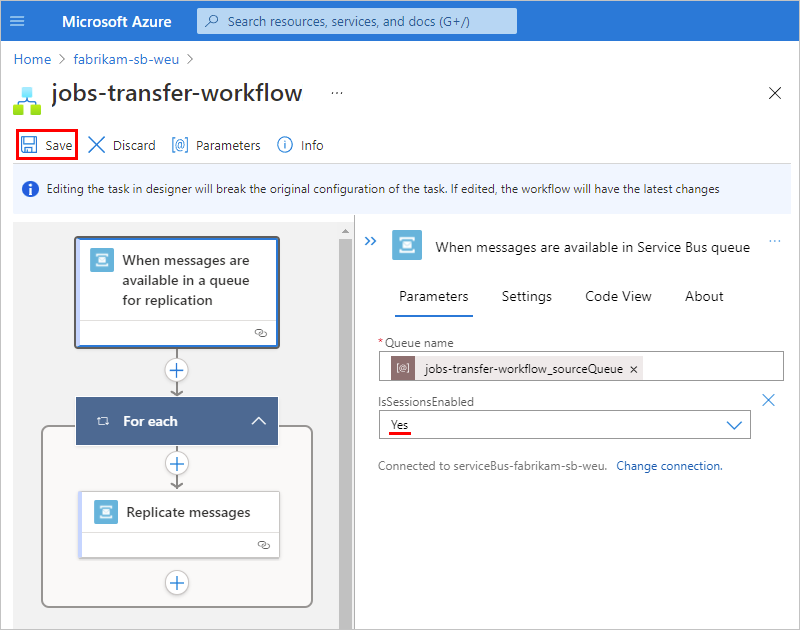 Microsoft Azure
Search resources, services, and docs (G+/)
Home > fabrikam-sb-weu >
jobs-transfer-workflow ...
Save Discard [@] Parameters Info
Editing the task in designer will break the original configuration of the task. If edited, the workflow will have the latest changes
When messages are
available in a queue
for replication
For each
Replicate messages
When messages are available in Service Bus queue ...
Parameters Settings Code View About
* Queue name
[@] jobs-transfer-workflow_sourceQueue ×
IsSessionsEnabled
Yes
Connected to serviceBus-fabrikam-sb-weu. Change connection.